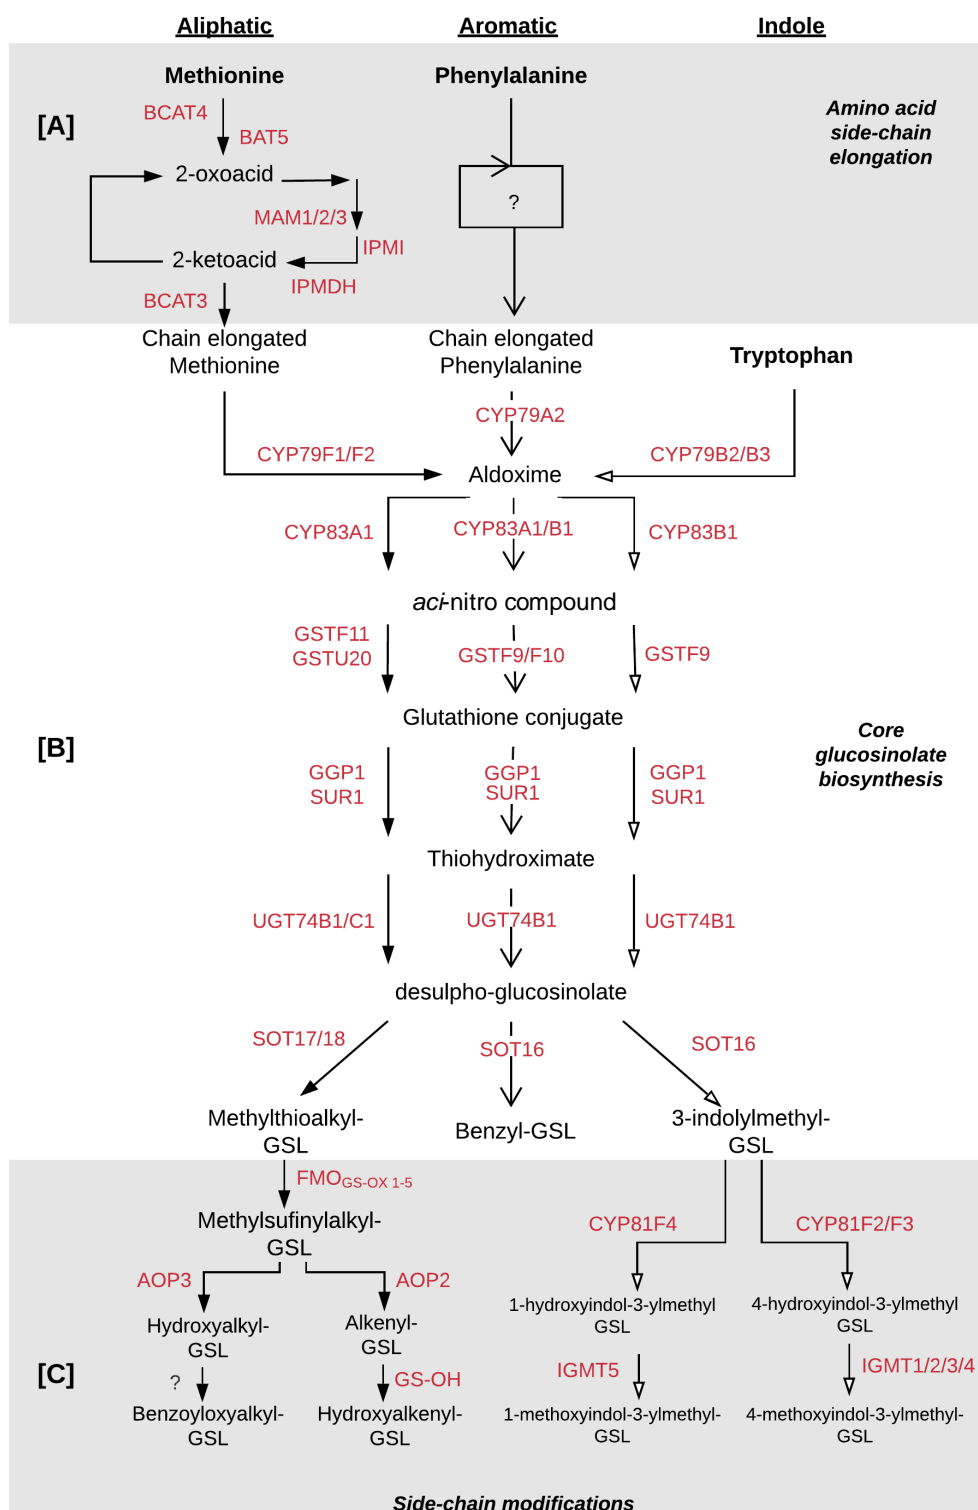 Aliphatic Aromatic Indole
Methionine Phenylalanine
[A]
BCAT4
BAT5
Amino acid
side-chain
elongation
2-oxoacid
MAM1/2/3
?
IPMI
2-ketoacid
IPMDH
BCAT3
Chain elongated
Methionine
Chain elongated
Phenylalanine
Tryptophan
CYP79A2
CYP79F1/F2
CYP79B2/B3
Aldoxime
CYP83A1
CYP83A1/B1
CYP83B1
aci-nitro compound
GSTF11
GSTU20
GSTF9/F10
GSTF9
Glutathione conjugate
[B]
Core
glucosinolate
biosynthesis
GGP1
SUR1
GGP1
SUR1
GGP1
SUR1
Thiohydroximate
UGT74B1/C1
UGT74B1
UGT74B1
desulpho-glucosinolate
SOT17/18
SOT16
SOT16
Methylthioalkyl-
GSL
Benzyl-GSL
3-indolylmethyl-
GSL
FMOGS-OX 1-5
Methylsufinylalkyl-
GSL
CYP81F4
CYP81F2/F3
AOP3
AOP2
Hydroxyalkyl-
GSL
Alkenyl-
GSL
1-hydroxyindol-3-ylmethyl
GSL
4-hydroxyindol-3-ylmethyl
GSL
[C]
?
GS-OH
IGMT5
IGMT1/2/3/4
Benzoyloxyalkyl-
GSL
Hydroxyalkenyl-
GSL
1-methoxyindol-3-ylmethyl-
GSL
4-methoxyindol-3-ylmethyl-
GSL
Side-chain modifications